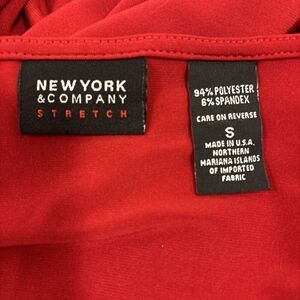 NEW YORK
& COMPANY
STRETCH
94% POLYESTER
6% SPANDEX
CARE ON REVERSE
S
MADE IN U.S.A.
NORTHERN
MARIANA ISLANDS
OF IMPORTED
FABRIC